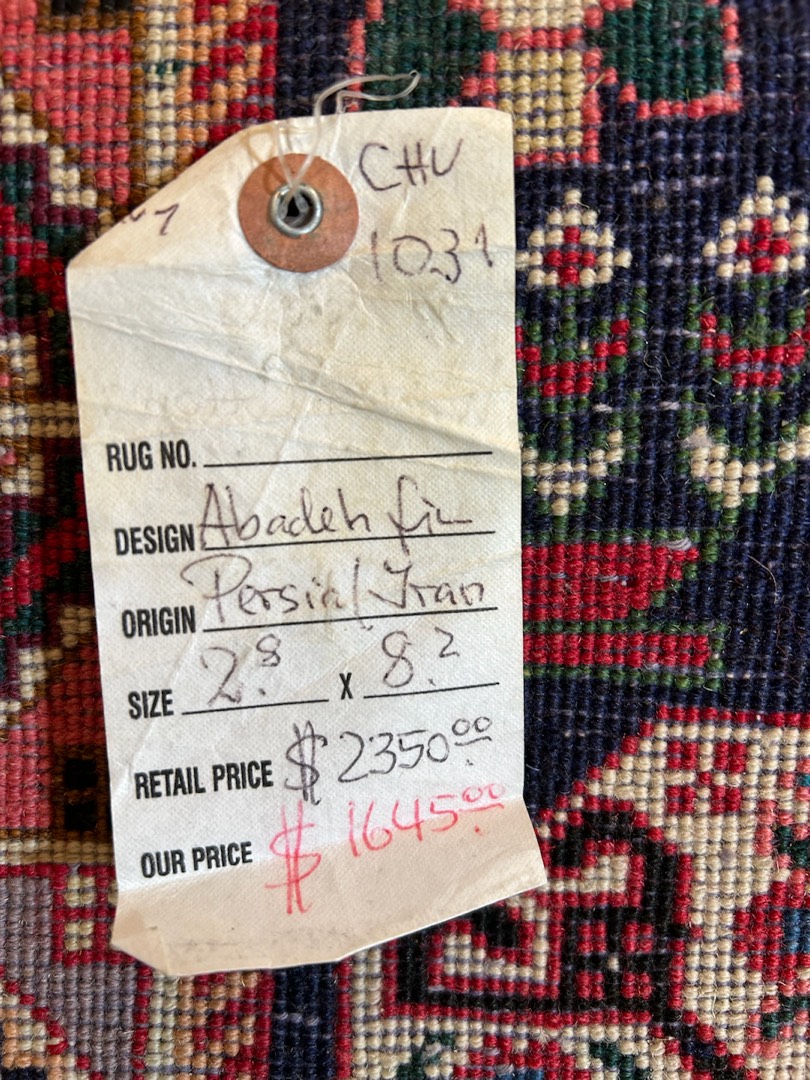 CHU
1031
RUG NO.
DESIGN Abadeh fin
ORIGIN Persia/Iran
SIZE 2.8 X 8.2
RETAIL PRICE $2350.00
OUR PRICE $1645.00